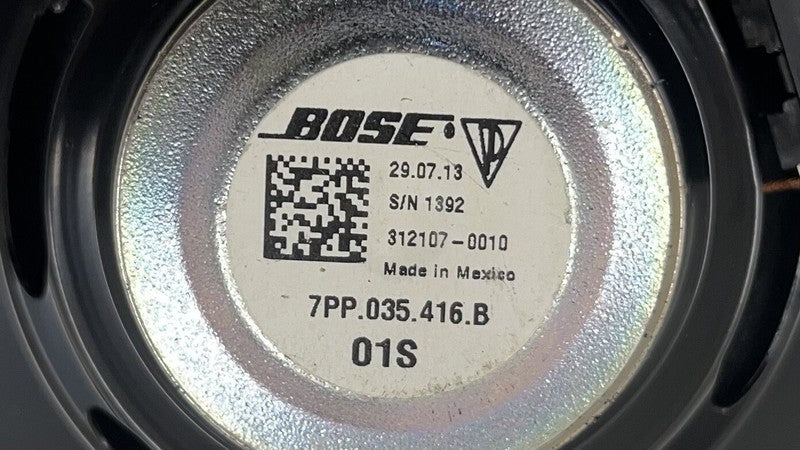 BOSE
29.07.13
S/N 1392
312107-0010
Made in Mexico
7PP.035.416.B
01S